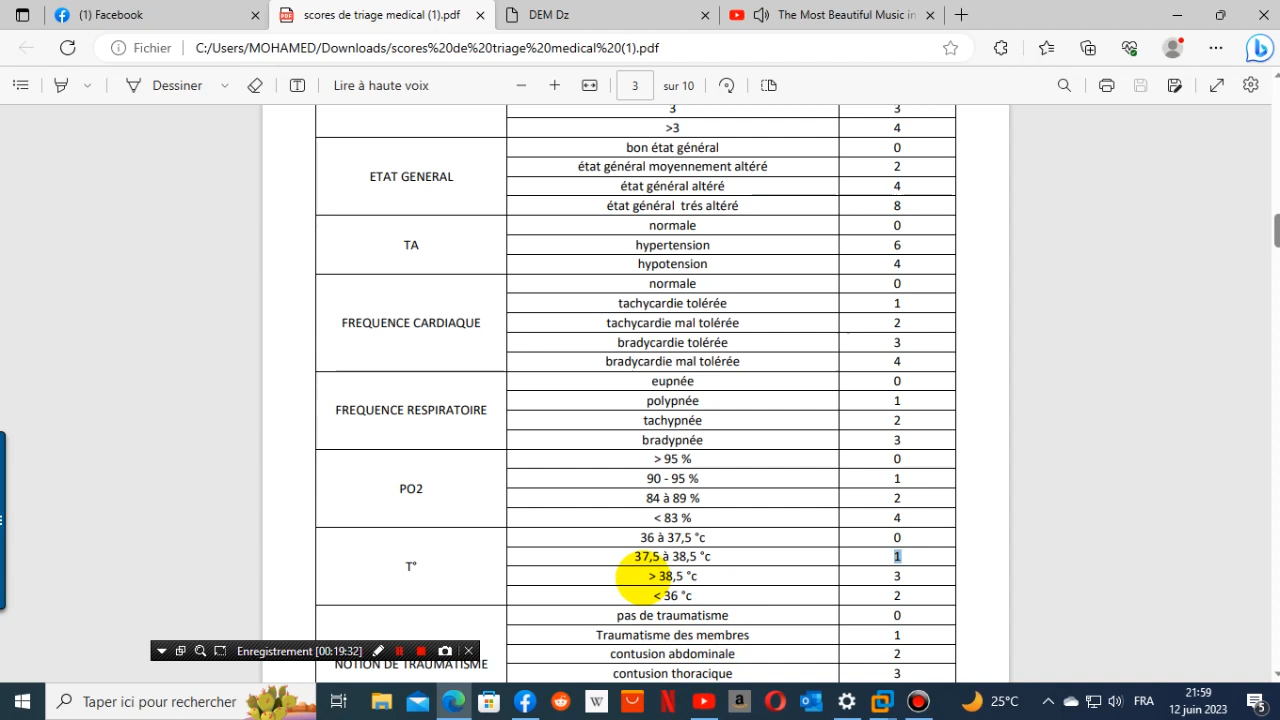 (1) Facebook
scores de triage medical (1).pdf
DEM Dz
The Most Beautiful Music in
Fichier
C:/Users/MOHAMED/Downloads/scores%20de%20triage%20medical%20(1).pdf
Dessiner
Lire à haute voix
3
sur 10
3 3
>3 4
ETAT GENERAL
bon état général 0
état général moyennement altéré 2
état général altéré 4
état général trés altéré 8
TA
normale 0
hypertension 6
hypotension 4
FREQUENCE CARDIAQUE
normale 0
tachycardie tolérée 1
tachycardie mal tolérée 2
bradycardie tolérée 3
bradycardie mal tolérée 4
FREQUENCE RESPIRATOIRE
eupnée 0
polypnée 1
tachypnée 2
bradypnée 3
PO2
> 95 % 0
90 - 95 % 1
84 à 89 % 2
< 83 % 4
T°
36 à 37,5 °c 0
37,5 à 38,5 °c 1
> 38,5 °c 3
< 36 °c 2
NOTION DE TRAUMATISME
pas de traumatisme 0
Traumatisme des membres 1
contusion abdominale 2
contusion thoracique 3
Enregistrement [00:19:32]
Taper ici pour rechercher
25°C
FRA
21:59
12 juin 2023
5